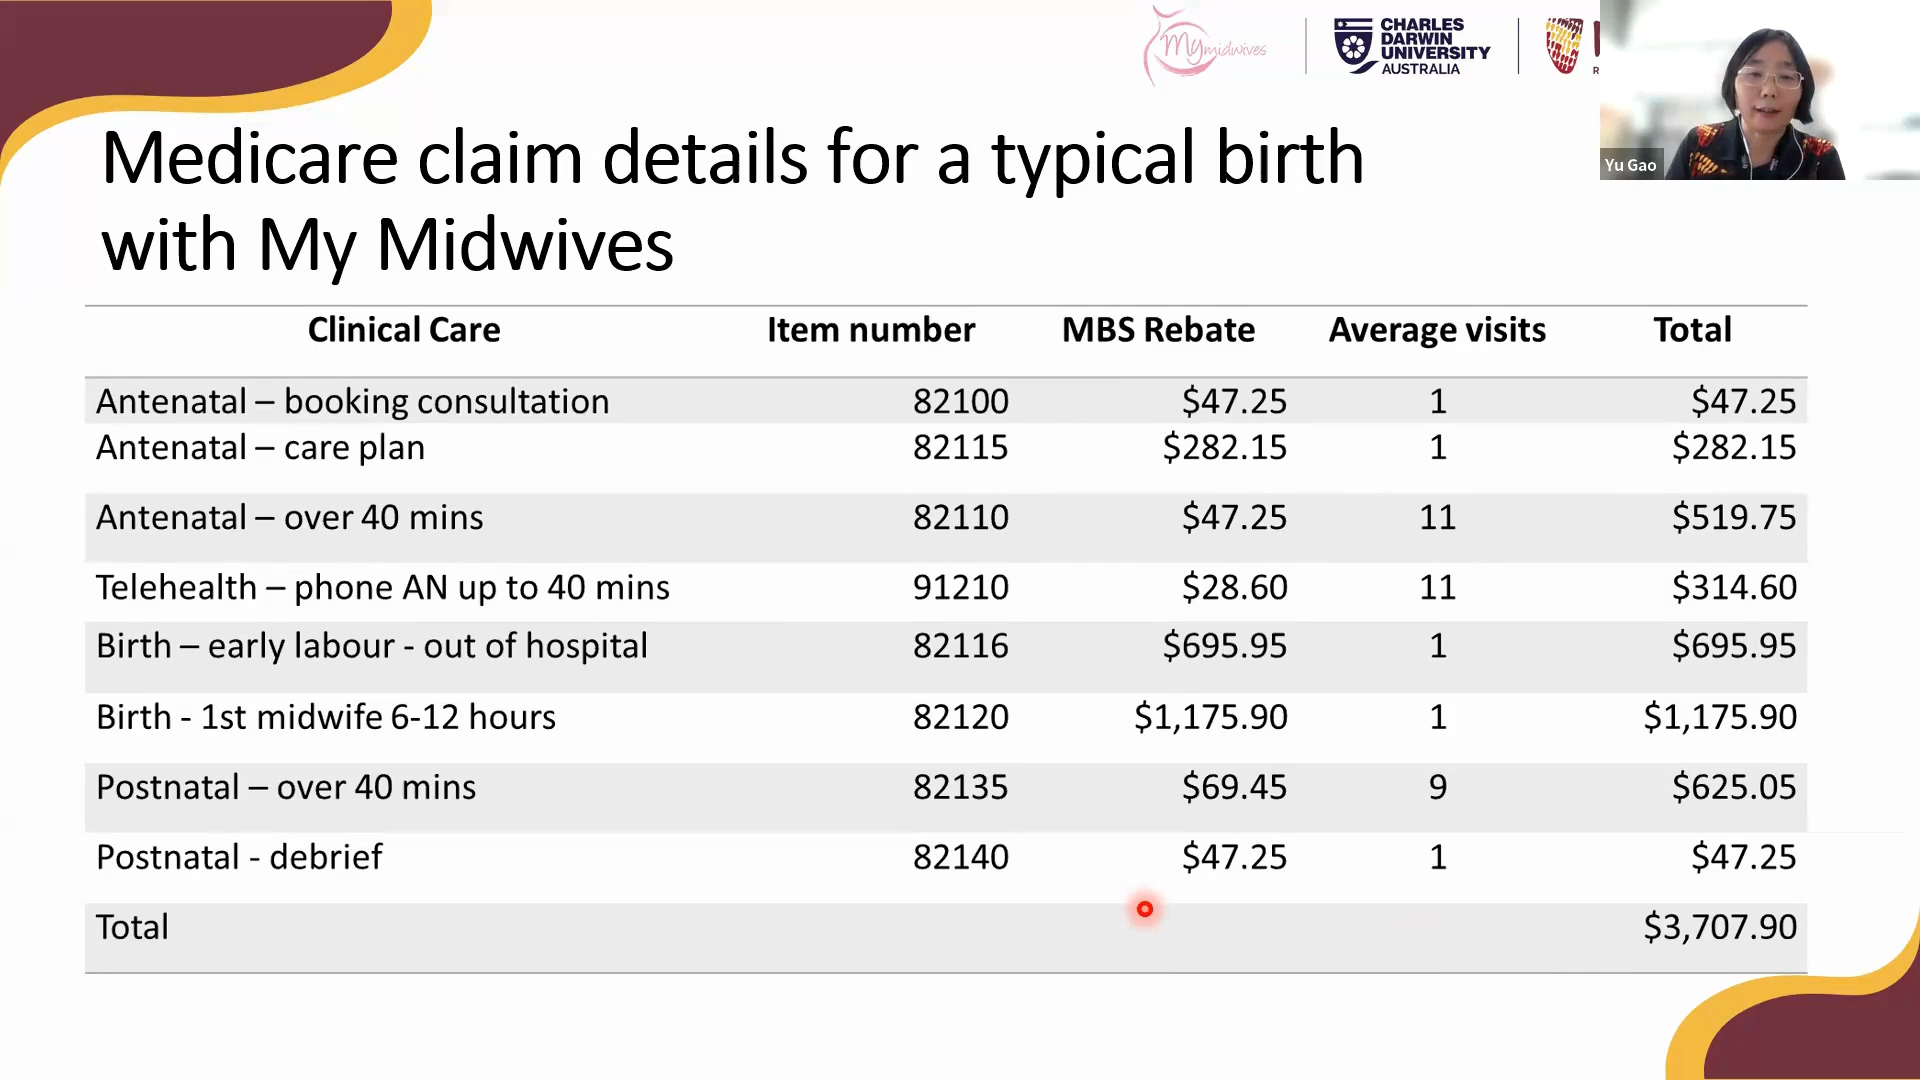 My midwives
CHARLES
DARWIN
UNIVERSITY
AUSTRALIA
Yu Gao
Medicare claim details for a typical birth
with My Midwives
Clinical Care Item number MBS Rebate Average visits Total
Antenatal – booking consultation 82100 $47.25 1 $47.25
Antenatal – care plan 82115 $282.15 1 $282.15
Antenatal – over 40 mins 82110 $47.25 11 $519.75
Telehealth – phone AN up to 40 mins 91210 $28.60 11 $314.60
Birth – early labour - out of hospital 82116 $695.95 1 $695.95
Birth - 1st midwife 6-12 hours 82120 $1,175.90 1 $1,175.90
Postnatal – over 40 mins 82135 $69.45 9 $625.05
Postnatal - debrief 82140 $47.25 1 $47.25
Total $3,707.90